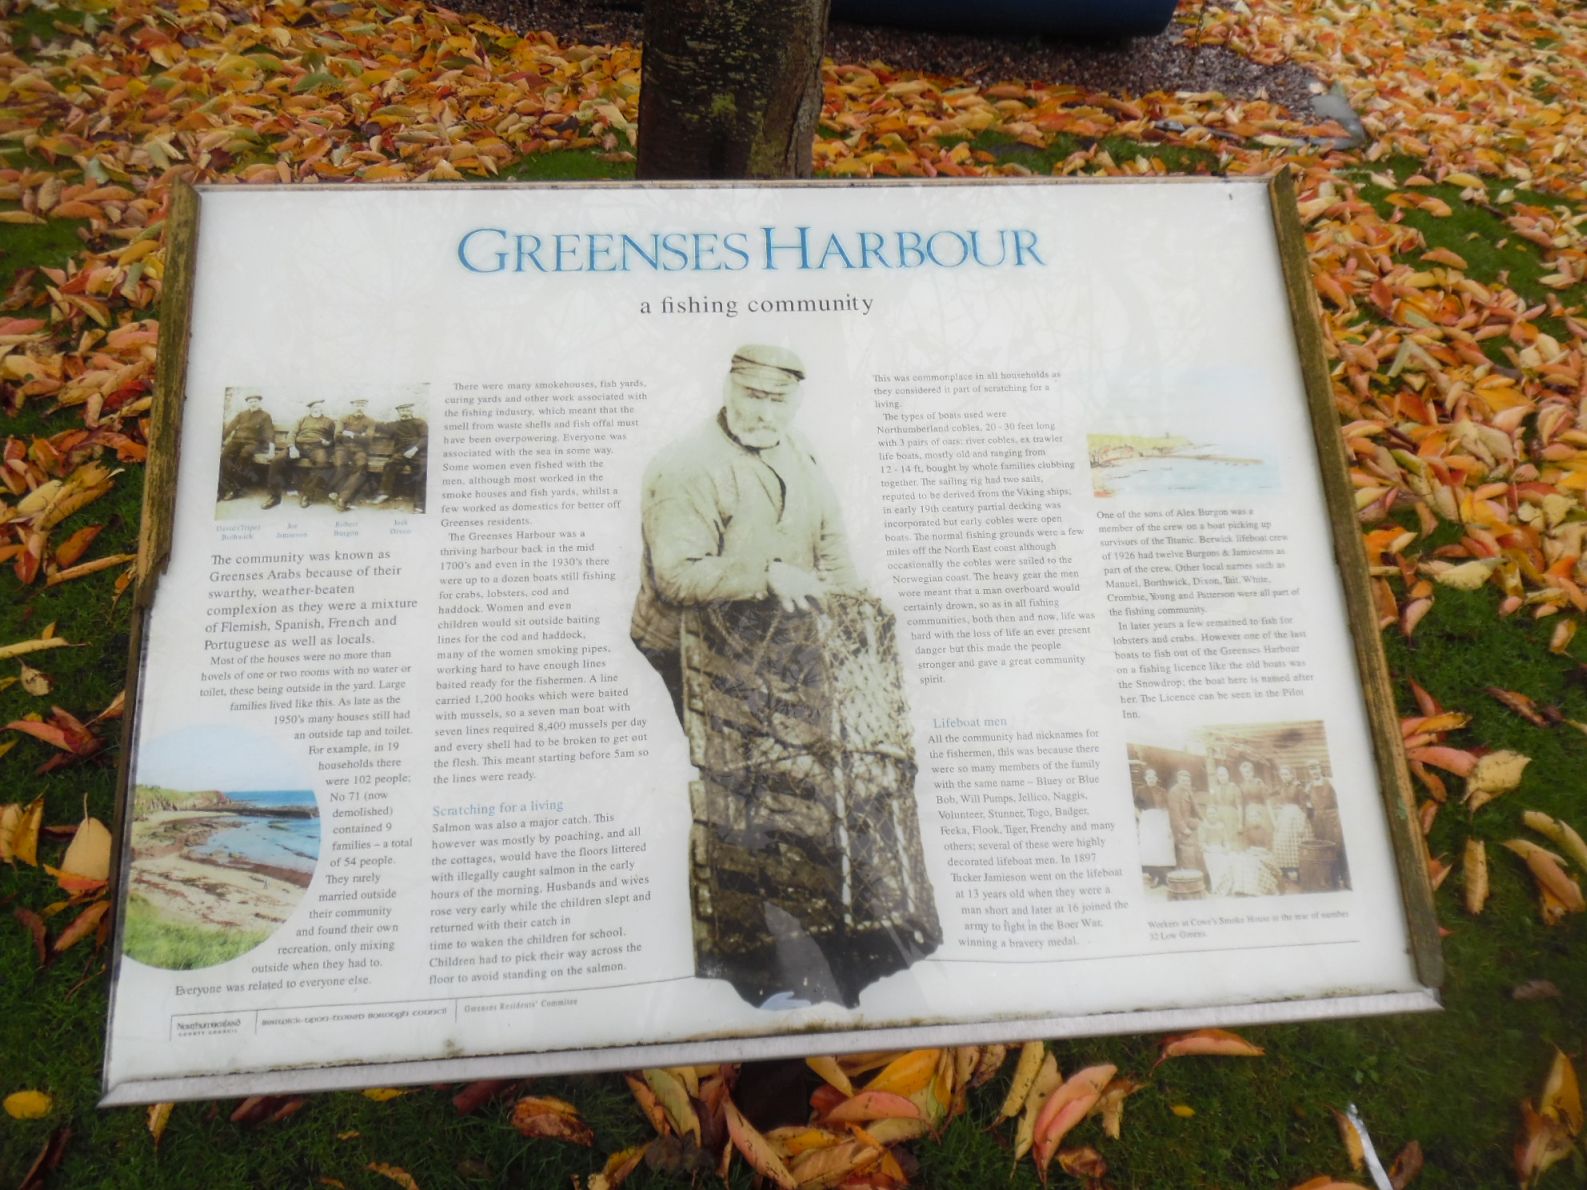 GREENSES HARBOUR
a fishing community
Robert
Burgon
Joe
Jamieson
Jack
The community was known as
Greenses Arabs because of their
swarthy, weather-beaten
complexion as they were a mixture
of Flemish, Spanish, French and
Portuguese as well as locals.
Most of the houses were no more than
hovels of one or two rooms with no water or
toilet, these being outside in the yard. Large
families lived like this. As late as the
1950's many houses still had
an outside tap and toilet.
For example, in 19
households there
were 102 people;
No 71 (now
demolished)
contained 9
families – a total
of 54 people.
They rarely
married outside
their community
and found their own
recreation, only mixing
outside when they had to.
Everyone was related to everyone else.
There were many smokehouses, fish yards,
curing yards and other work associated with
the fishing industry, which meant that the
smell from waste shells and fish offal must
have been overpowering. Everyone was
associated with the sea in some way.
Some women even fished with the
men, although most worked in the
smoke houses and fish yards, whilst a
few worked as domestics for better off
Greenses residents.
The Greenses Harbour was a
thriving harbour back in the mid
1700's and even in the 1930's there
were up to a dozen boats still fishing
for crabs, lobsters, cod and
haddock. Women and even
children would sit outside baiting
lines for the cod and haddock,
many of the women smoking pipes,
working hard to have enough lines
baited ready for the fishermen. A line
carried 1,200 hooks which were baited
with mussels, so a seven man boat with
seven lines required 8,400 mussels per day
and every shell had to be broken to get out
the flesh. This meant starting before 5am so
the lines were ready.
Scratching for a living
Salmon was also a major catch. This
however was mostly by poaching, and all
the cottages, would have the floors littered
with illegally caught salmon in the early
hours of the morning. Husbands and wives
rose very early while the children slept and
returned with their catch in
time to waken the children for school.
Children had to pick their way across the
floor to avoid standing on the salmon.
This was commonplace in all households as
they considered it part of scratching for a
living.
The types of boats used were
Northumberland cobles, 20 - 30 feet long
with 3 pairs of oars; river cobles, ex trawler
life boats, mostly old and ranging from
12 - 14 ft, bought by whole families clubbing
together. The sailing rig had two sails,
reputed to be derived from the Viking ships;
in early 19th century partial decking was
incorporated but early cobles were open
boats. The normal fishing grounds were a few
miles off the North East coast although
occasionally the cobles were sailed to the
Norwegian coast. The heavy gear the men
wore meant that a man overboard would
certainly drown, so as in all fishing
communities, both then and now, life was
hard with the loss of life an ever present
danger but this made the people
stronger and gave a great community
spirit.
Lifeboat men
All the community had nicknames for
the fishermen, this was because there
were so many members of the family
with the same name – Bluey or Blue
Bob, Will Pumps, Jellico, Naggis,
Volunteer, Stunner, Togo, Badger,
Feeka, Flook, Tiger, Frenchy and many
others; several of these were highly
decorated lifeboat men. In 1897
Tucker Jamieson went on the lifeboat
at 13 years old when they were a
man short and later at 16 joined the
army to fight in the Boer War,
winning a bravery medal.
One of the sons of Alex Burgon was a
member of the crew on a boat picking up
survivors of the Titanic. Berwick lifeboat crew
of 1926 had twelve Burgons & Jamiesons as
part of the crew. Other local names such as
Manuel, Borthwick, Dixon, Tait, White,
Crombie, Young and Patterson were all part of
the fishing community.
In later years a few remained to fish for
lobsters and crabs. However one of the last
boats to fish out of the Greenses Harbour
on a fishing licence like the old boats was
the Snowdrop; the boat here is named after
her. The Licence can be seen in the Pilot
Inn.
Workers at Cowe's Smoke House at the rear of number
32 Low Greens.
NORTHUMBERLAND
COUNTY COUNCIL
BERWICK-UPON-TWEED BOROUGH COUNCIL
Greenses Residents' Committee